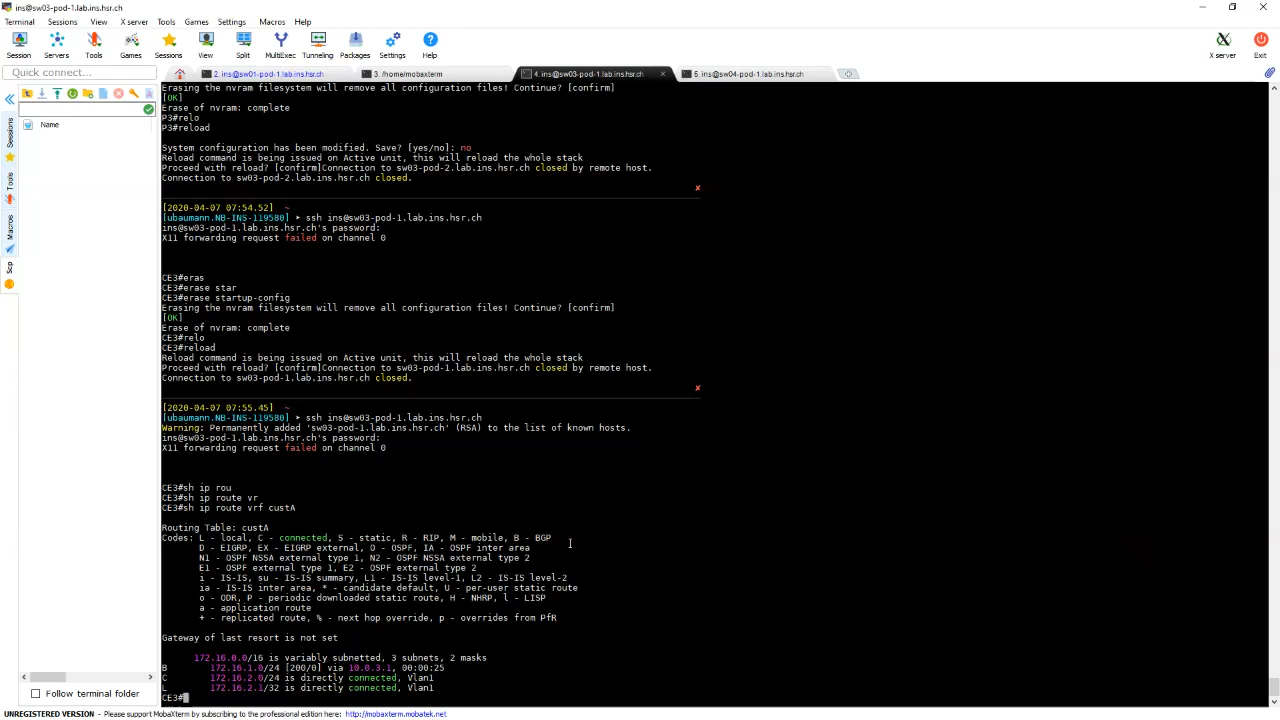 ins@sw03-pod-1.lab.ins.hsr.ch
Terminal Sessions View X server Tools Games Settings Macros Help
Session Servers Tools Games Sessions View Split MultiExec Tunneling Packages Settings Help X server Exit
Quick connect...
2. ins@sw01-pod-1.lab.ins.hsr.ch
3. /home/mobaxterm
4. ins@sw03-pod-1.lab.ins.hsr.ch
5. ins@sw04-pod-1.lab.ins.hsr.ch
Name
Sessions
Tools
Macros
Scp
Erasing the nvram filesystem will remove all configuration files! Continue? [confirm]
[OK]
Erase of nvram: complete
P3#relo
P3#reload
System configuration has been modified. Save? [yes/no]: no
Reload command is being issued on Active unit, this will reload the whole stack
Proceed with reload? [confirm]Connection to sw03-pod-2.lab.ins.hsr.ch closed by remote host.
Connection to sw03-pod-2.lab.ins.hsr.ch closed.
[2020-04-07 07:54.52] ~
[ubaumann.NB-INS-119580] ➤ ssh ins@sw03-pod-1.lab.ins.hsr.ch
ins@sw03-pod-1.lab.ins.hsr.ch's password:
X11 forwarding request failed on channel 0
CE3#eras
CE3#erase star
CE3#erase startup-config
Erasing the nvram filesystem will remove all configuration files! Continue? [confirm]
[OK]
Erase of nvram: complete
CE3#relo
CE3#reload
Reload command is being issued on Active unit, this will reload the whole stack
Proceed with reload? [confirm]Connection to sw03-pod-1.lab.ins.hsr.ch closed by remote host.
Connection to sw03-pod-1.lab.ins.hsr.ch closed.
[2020-04-07 07:55.45] ~
[ubaumann.NB-INS-119580] ➤ ssh ins@sw03-pod-1.lab.ins.hsr.ch
Warning: Permanently added 'sw03-pod-1.lab.ins.hsr.ch' (RSA) to the list of known hosts.
ins@sw03-pod-1.lab.ins.hsr.ch's password:
X11 forwarding request failed on channel 0
CE3#sh ip rou
CE3#sh ip route vr
CE3#sh ip route vrf custA
Routing Table: custA
Codes: L - local, C - connected, S - static, R - RIP, M - mobile, B - BGP
D - EIGRP, EX - EIGRP external, O - OSPF, IA - OSPF inter area
N1 - OSPF NSSA external type 1, N2 - OSPF NSSA external type 2
E1 - OSPF external type 1, E2 - OSPF external type 2
i - IS-IS, su - IS-IS summary, L1 - IS-IS level-1, L2 - IS-IS level-2
ia - IS-IS inter area, * - candidate default, U - per-user static route
o - ODR, P - periodic downloaded static route, H - NHRP, l - LISP
a - application route
+ - replicated route, % - next hop override, p - overrides from PfR
Gateway of last resort is not set
172.16.0.0/16 is variably subnetted, 3 subnets, 2 masks
B 172.16.1.0/24 [200/0] via 10.0.3.1, 00:00:25
C 172.16.2.0/24 is directly connected, Vlan1
L 172.16.2.1/32 is directly connected, Vlan1
CE3#
Follow terminal folder
UNREGISTERED VERSION - Please support MobaXterm by subscribing to the professional edition here: http://mobaxterm.mobatek.net